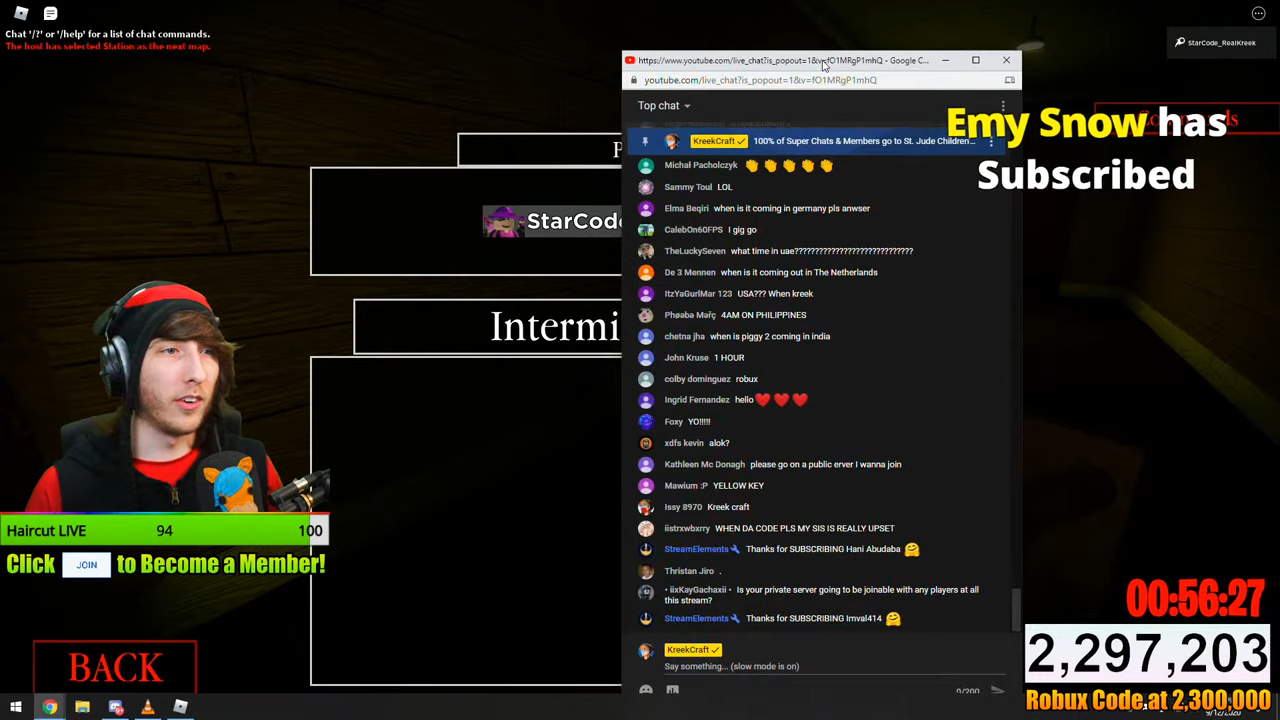 Chat '/?' or '/help' for a list of chat commands.
The host has selected Station as the next map.
StarCode_RealKreek
https://www.youtube.com/live_chat?is_popout=1&v=fO1MRgP1mhQ - Google C...
youtube.com/live_chat?is_popout=1&v=fO1MRgP1mhQ
Top chat
Emy Snow has
Subscribed
KreekCraft 100% of Super Chats & Members go to St. Jude Children...
Michał Pacholczyk 👏 👏 👏 👏 👏
Sammy Toul LOL
Elma Beqiri when is it coming in germany pls anwser
CalebOn60FPS I gig go
TheLuckySeven what time in uae????????????????????????????
De 3 Mennen when is it coming out in The Netherlands
ItzYaGurlMar 123 USA??? When kreek
Phøəbə Məřç 4AM ON PHILIPPINES
chetna jha when is piggy 2 coming in india
John Kruse 1 HOUR
colby dominguez robux
Ingrid Fernandez hello❤️ ❤️ ❤️
Foxy YO!!!!!
xdfs kevin alok?
Kathleen Mc Donagh please go on a public erver I wanna join
Mawium :P YELLOW KEY
Issy 8970 Kreek craft
iistrxwbxrry WHEN DA CODE PLS MY SIS IS REALLY UPSET
StreamElements Thanks for SUBSCRIBING Hani Abudaba 🤗
Thristan Jiro .
• iixKayGachaxii • Is your private server going to be joinable with any players at all
this stream?
StreamElements Thanks for SUBSCRIBING Imval414 🤗
KreekCraft
Say something... (slow mode is on)
0/200
P
StarCode
Intermi
Haircut LIVE 94 100
Click JOIN to Become a Member!
BACK
00:56:27
2,297,203
Robux Code at 2,300,000
9/12/2020